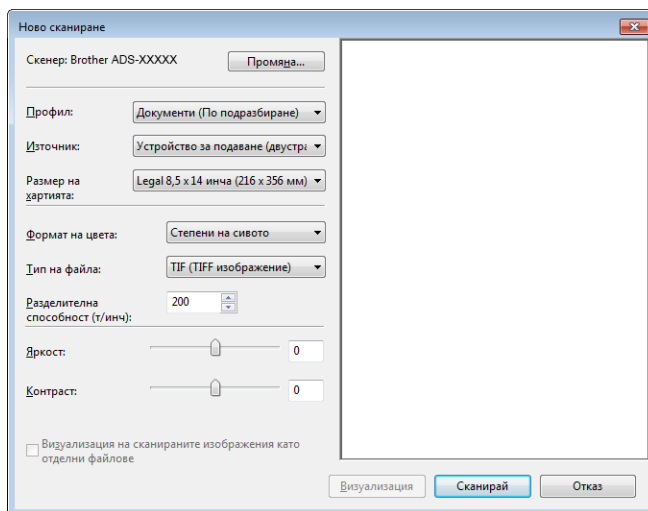 Ново сканиране
Скенер: Brother ADS-XXXXX
Промяна...
Профил:
Документи (По подразбиране)
Източник:
Устройство за подаване (двустра
Размер на
хартията:
Legal 8,5 x 14 инча (216 x 356 мм)
Формат на цвета:
Степени на сивото
Тип на файла:
TIF (TIFF изображение)
Разделителна
способност (т/инч):
200
Яркост:
0
Контраст:
0
Визуализация на сканираните изображения като
отделни файлове
Визуализация
Сканирай
Отказ